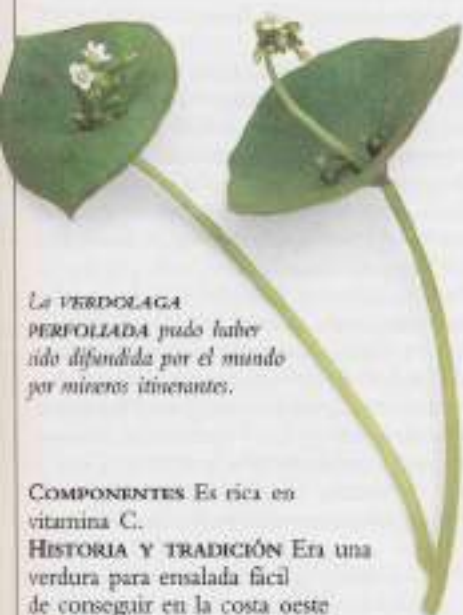 La VERDOLAGA
PERFOLIADA pudo haber
sido difundida por el mundo
por mineros itinerantes.
COMPONENTES Es rica en
vitamina C.
HISTORIA Y TRADICIÓN Era una
verdura para ensalada fácil
de conseguir en la costa oeste